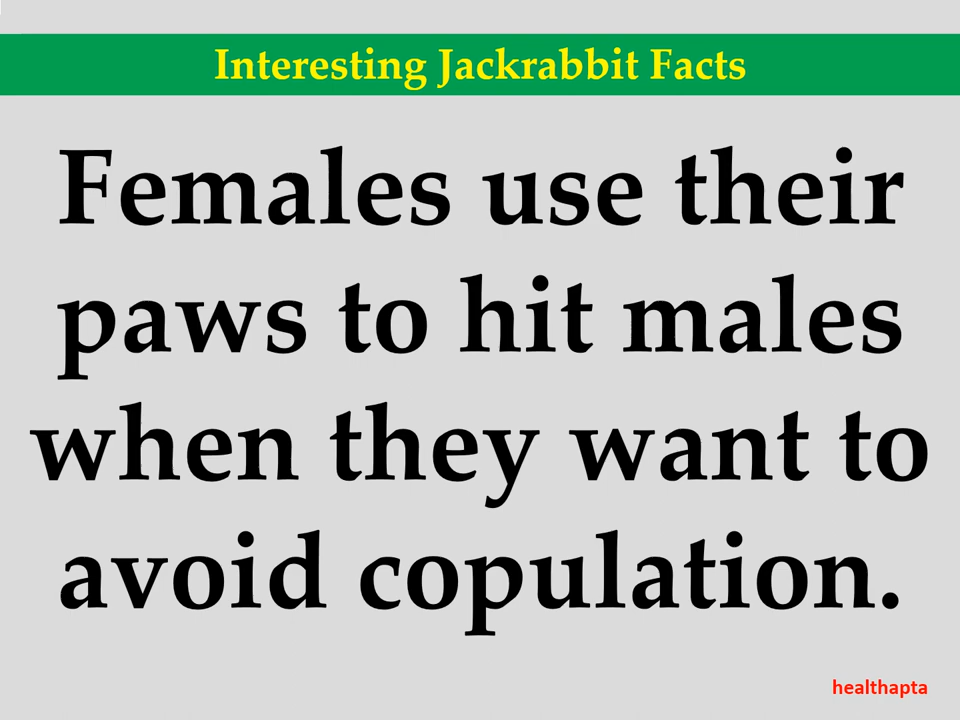 Interesting Jackrabbit Facts
Females use their
paws to hit males
when they want to
avoid copulation.
healthapta